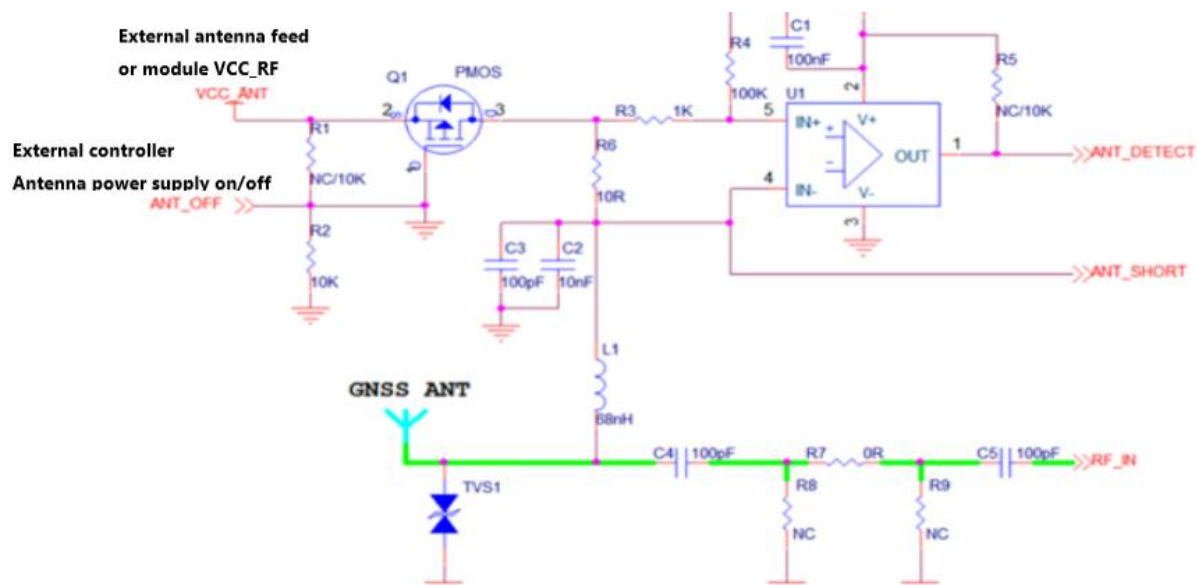 External antenna feed
or module VCC_RF
VCC_ANT
External controller
Antenna power supply on/off
ANT_OFF
Q1
PMOS
2
S
3
D
1
G
R1
NC/10K
R2
10K
R3
1K
R4
100K
C1
100nF
R5
NC/10K
U1
2
V+
5
IN+
4
IN-
OUT
1
V-
3
ANT_DETECT
ANT_SHORT
R6
10R
C3
100pF
C2
10nF
L1
68nH
GNSS ANT
TVS1
C4
100pF
R7
0R
C5
100pF
RF_IN
R8
NC
R9
NC